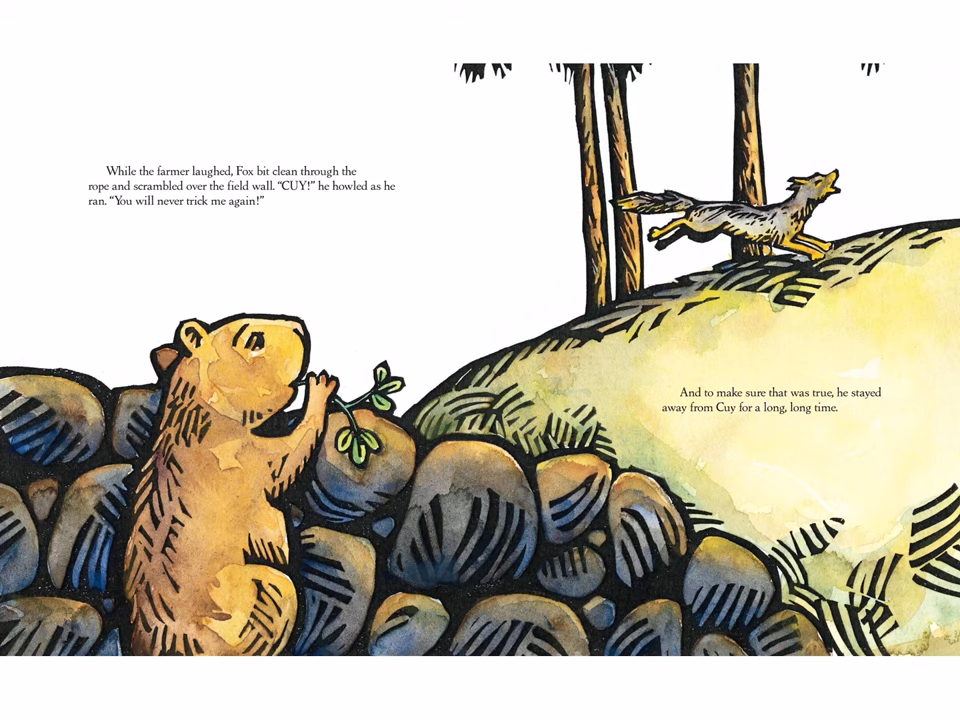 While the farmer laughed, Fox bit clean through the
rope and scrambled over the field wall. “CUY!” he howled as he
ran. “You will never trick me again!”
And to make sure that was true, he stayed
away from Cuy for a long, long time.